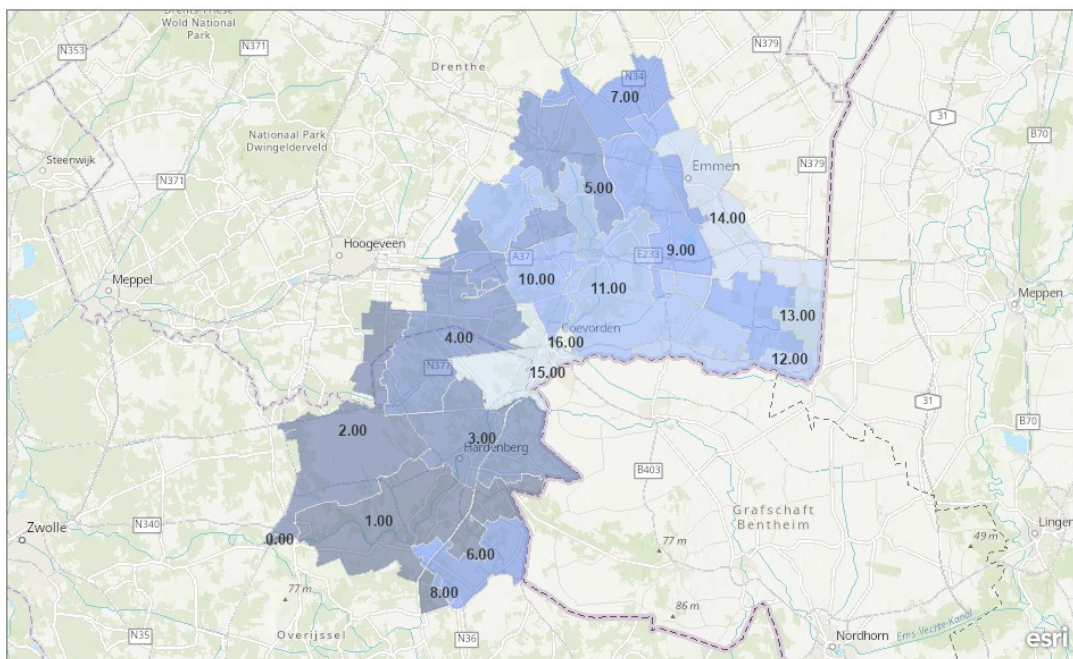 Wold National
Park
N371
N353
N379
N34
7.00
Drenthe
31
B70
Nationaal Park
Dwingelderveld
Steenwijk
Emmen
N379
N371
5.00
14.00
Hoogeveen
A37
E233
9.00
Meppel
10.00
11.00
Meppen
13.00
4.00
Coevorden
16.00
12.00
N377
15.00
31
2.00
3.00
B70
Hardenberg
B403
1.00
Grafschaft
Bentheim
Zwolle
N340
0.00
Lingen
77 m
49 m
6.00
77 m
8.00
86 m
N35
Overijssel
N36
Ems-Vechte-Kanal
Nordhorn
esri